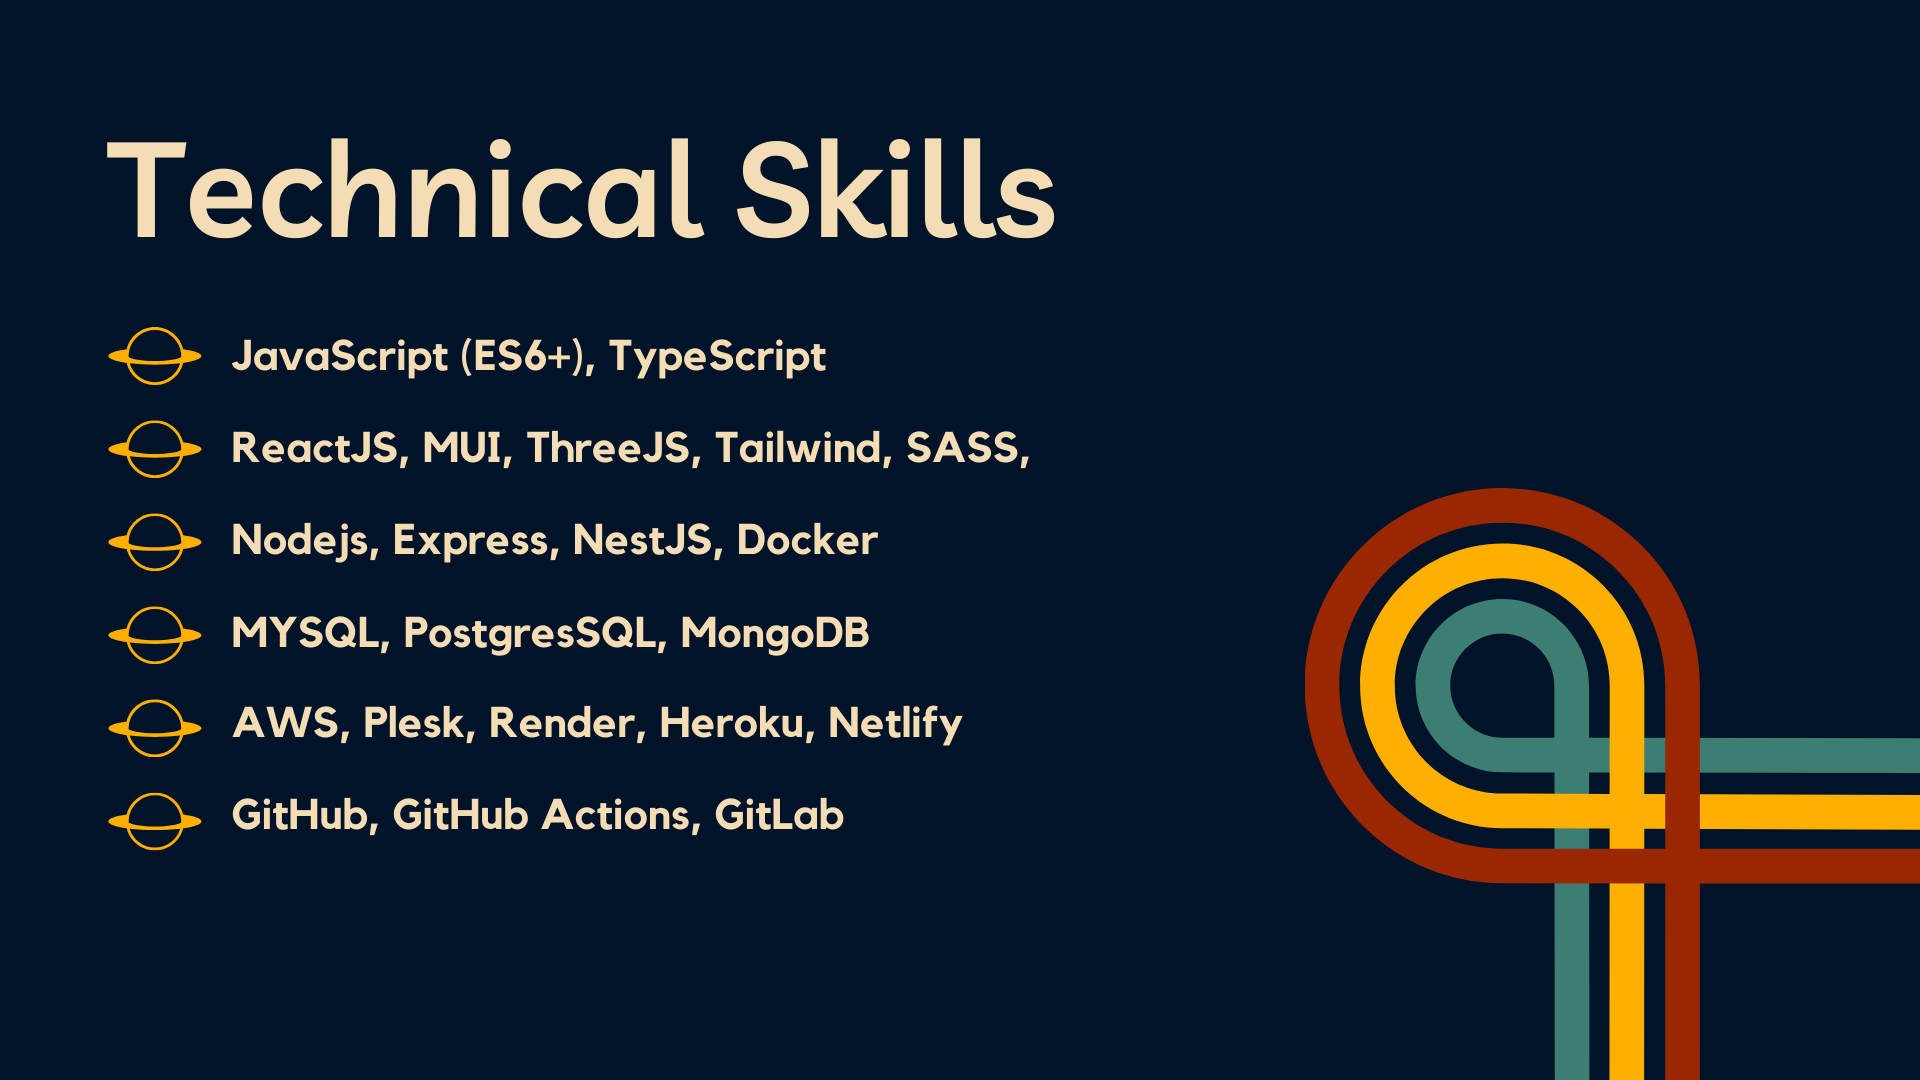 Technical Skills
JavaScript (ES6+), TypeScript
ReactJS, MUI, ThreeJS, Tailwind, SASS,
Nodejs, Express, NestJS, Docker
MYSQL, PostgresSQL, MongoDB
AWS, Plesk, Render, Heroku, Netlify
GitHub, GitHub Actions, GitLab